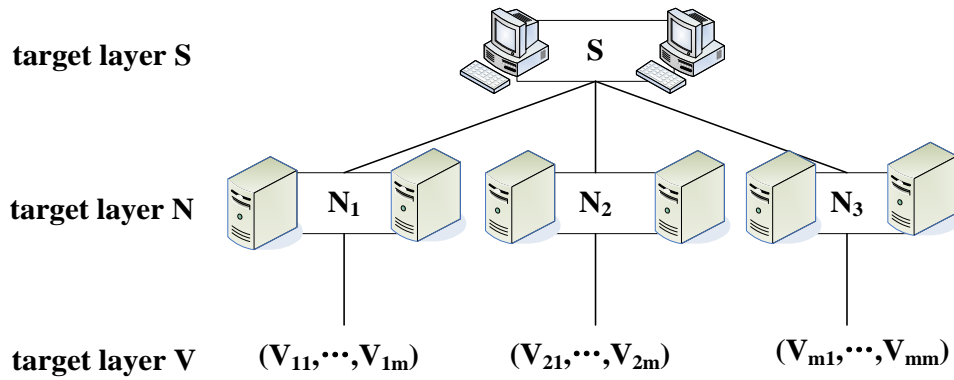 target layer S S
target layer N N₁ N₂ N₃
target layer V (V₁₁,⋯,V₁ₘ) (V₂₁,⋯,V₂ₘ) (Vₘ₁,⋯,Vₘₘ)